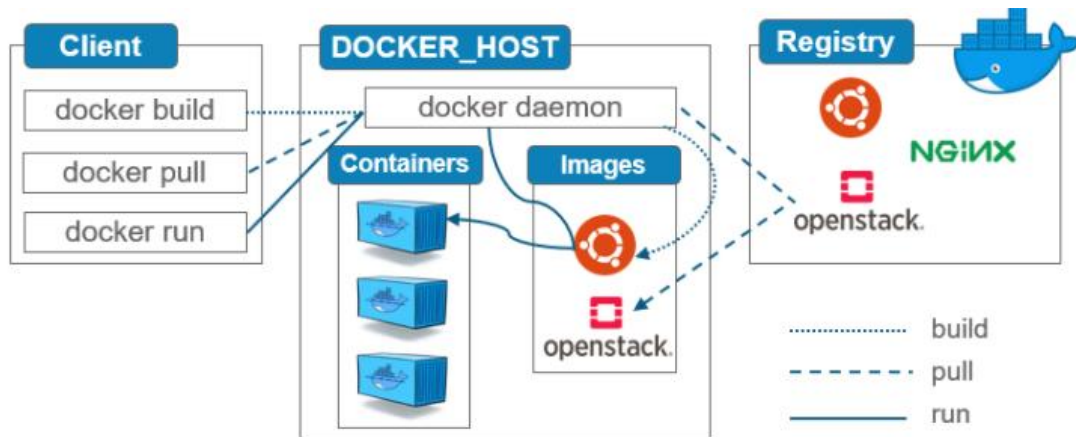 Client
docker build
docker pull
docker run
DOCKER_HOST
docker daemon
Containers
Images
openstack.
Registry
NGINX
openstack.
build
pull
run